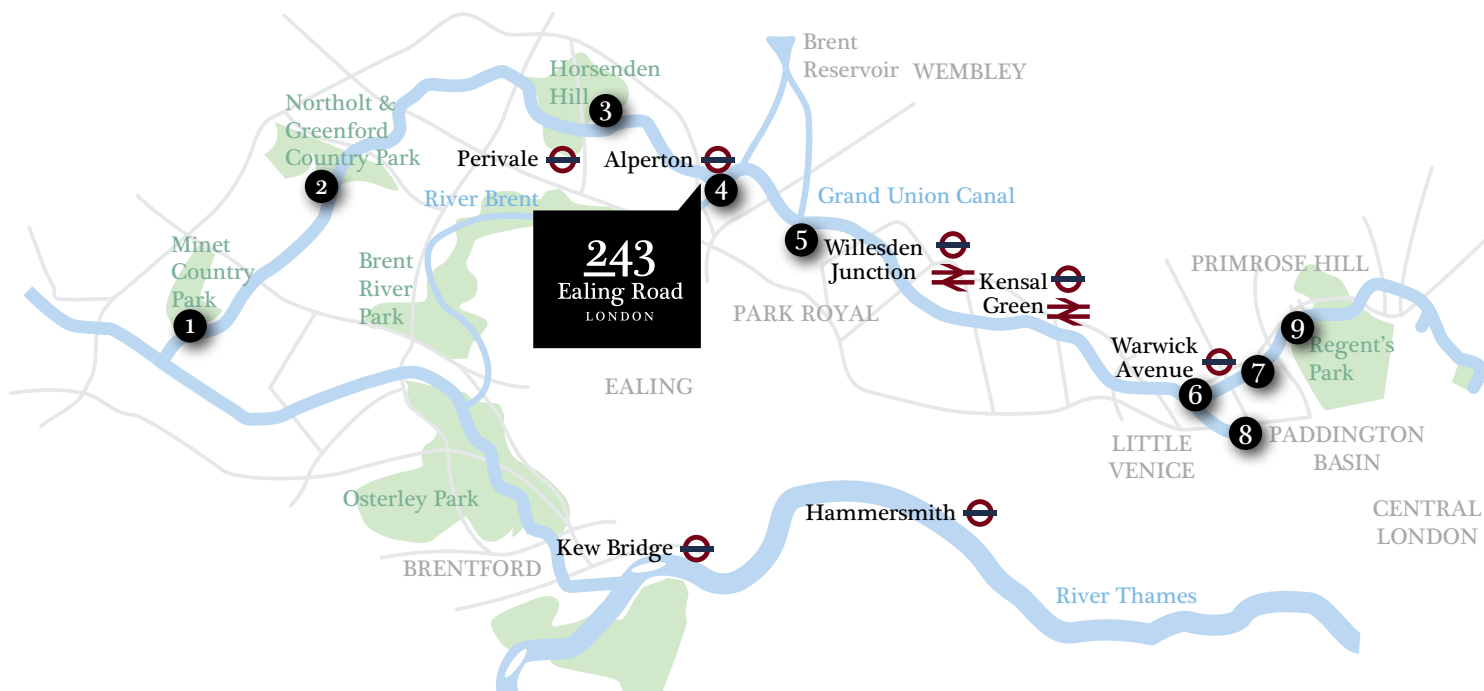 Brent
Reservoir
WEMBLEY
Horsenden
Hill
3
Northolt &
Greenford
Country Park
2
Perivale
Alperton
4
River Brent
Grand Union Canal
243
Ealing Road
LONDON
5
Willesden
Junction
Kensal
Green
Minet
Country
Park
1
Brent
River
Park
PARK ROYAL
PRIMROSE HILL
9
Regent's
Park
Warwick
Avenue
7
6
8
EALING
LITTLE
VENICE
PADDINGTON
BASIN
Osterley Park
Hammersmith
CENTRAL
LONDON
Kew Bridge
BRENTFORD
River Thames